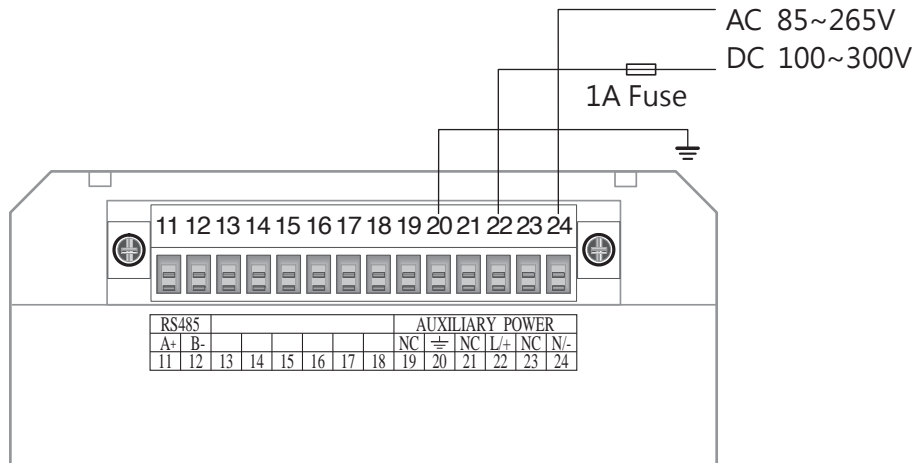 AC 85~265V
DC 100~300V
1A Fuse
11 12 13 14 15 16 17 18 19 20 21 22 23 24
RS485 AUXILIARY POWER
A+ B- NC ⏚ NC L/+ NC N/-
11 12 13 14 15 16 17 18 19 20 21 22 23 24